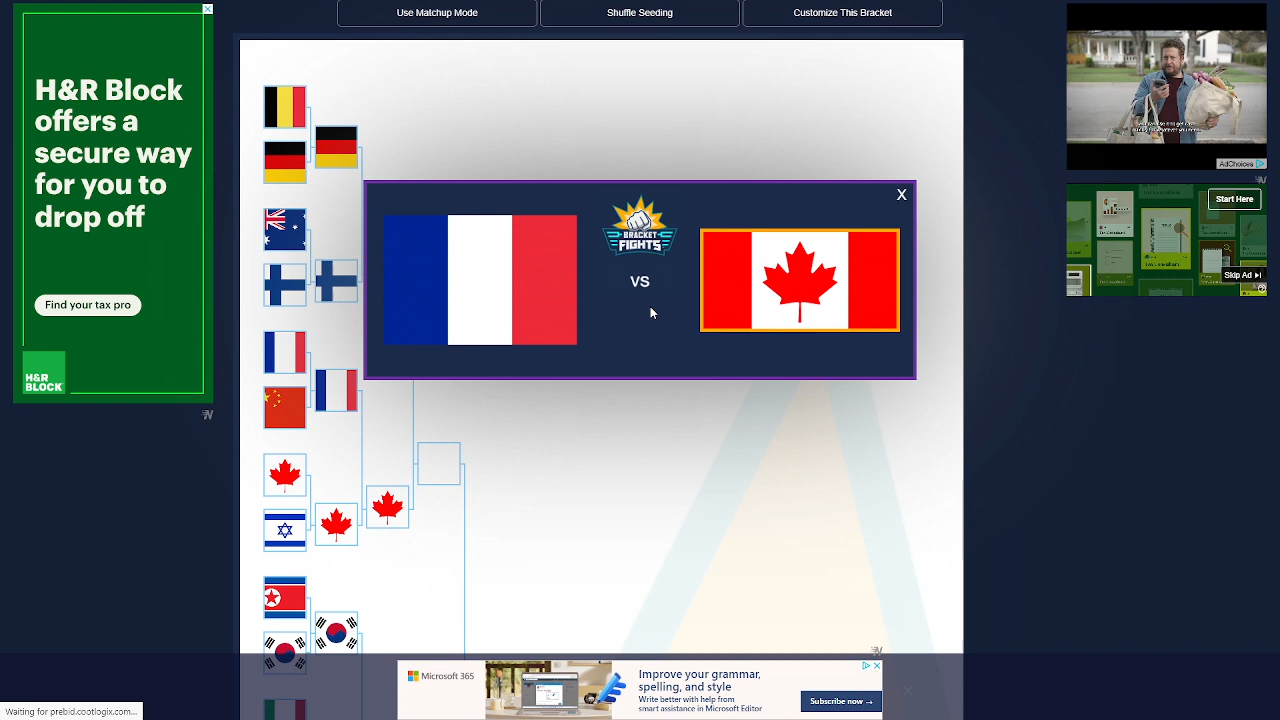 Use Matchup Mode
Shuffle Seeding
Customize This Bracket
H&R Block
offers a
secure way
for you to
drop off
Find your tax pro
H&R
BLOCK
X
BRACKET
FIGHTS
VS
AdChoices
Start Here
Skip Ad
Microsoft 365
Improve your grammar,
spelling, and style
Write better with help from
smart assistance in Microsoft Editor
Subscribe now →
Waiting for prebid.cootlogix.com...